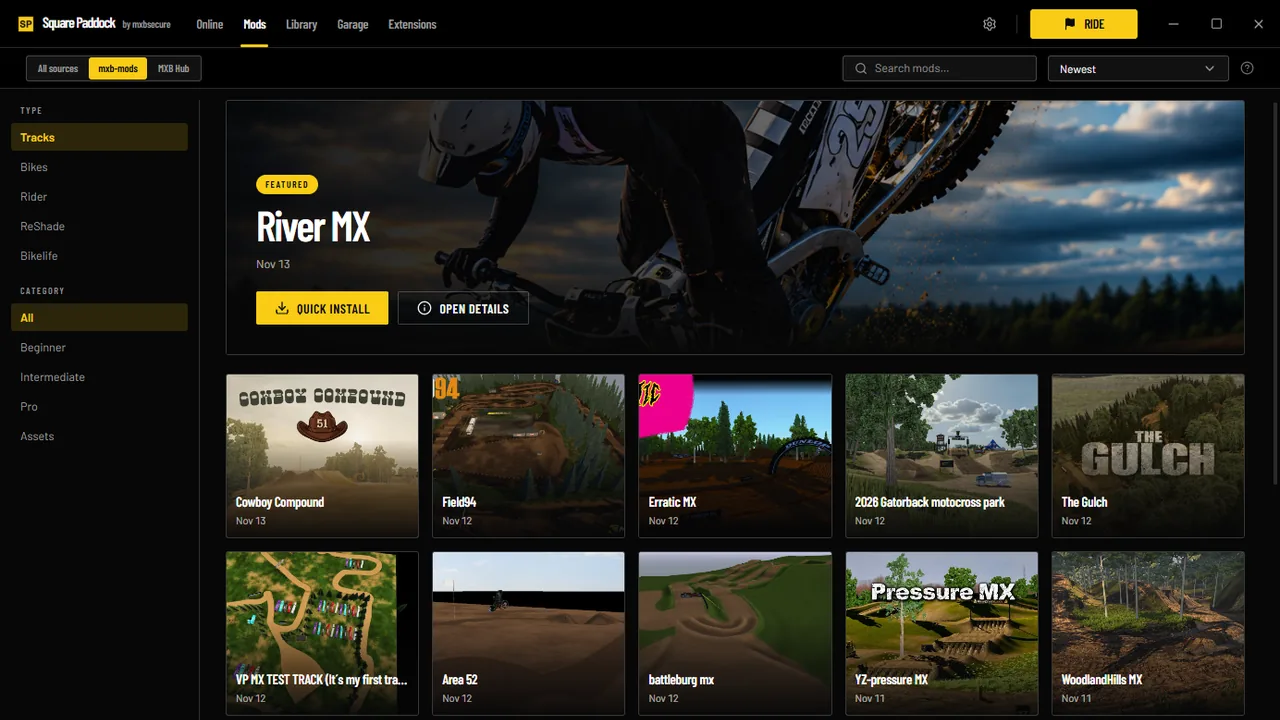 SP Square Paddock by mxbsecure Online Mods Library Garage Extensions RIDE
All sources mxb-mods MXB Hub Search mods... Newest
TYPE
Tracks
Bikes
Rider
ReShade
Bikelife
CATEGORY
All
Beginner
Intermediate
Pro
Assets
25
FEATURED
River MX
Nov 13
QUICK INSTALL OPEN DETAILS
COWBOY COMPOUND
51
Cowboy Compound
Nov 13
94
Field94
Nov 12
Erratic MX
Nov 12
2026 Gatorback motocross park
Nov 12
THE
GULCH
The Gulch
Nov 12
VP MX TEST TRACK (It's my first tra...
Nov 12
Area 52
Nov 12
battleburg mx
Nov 12
Pressure MX
YZ-pressure MX
Nov 11
WoodlandHills MX
Nov 11